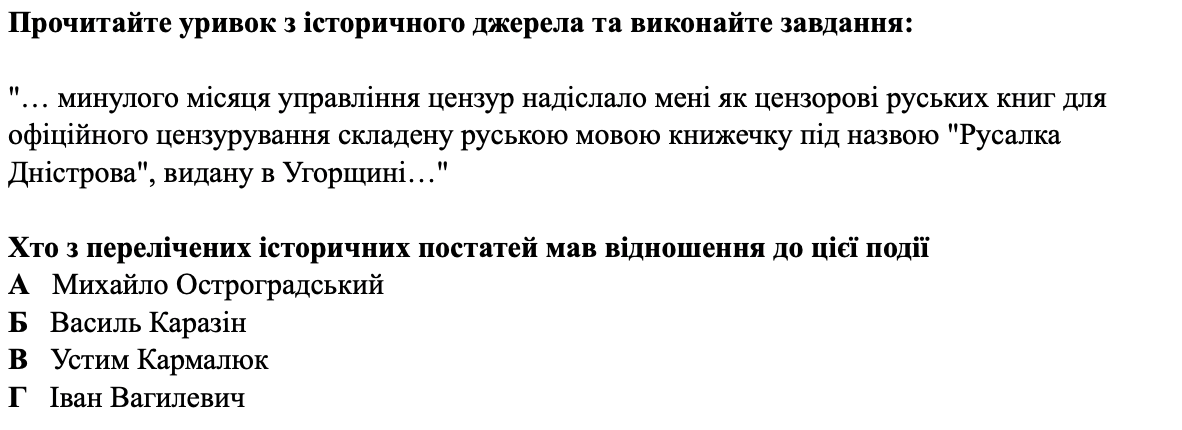 Прочитайте уривок з історичного джерела та виконайте завдання:
"… минулого місяця управління цензур надіслало мені як цензорові руських книг для
офіційного цензурування складену руською мовою книжечку під назвою "Русалка
Дністрова", видану в Угорщині…"
Хто з перелічених історичних постатей мав відношення до цієї події
А Михайло Остроградський
Б Василь Каразін
В Устим Кармалюк
Г Іван Вагилевич